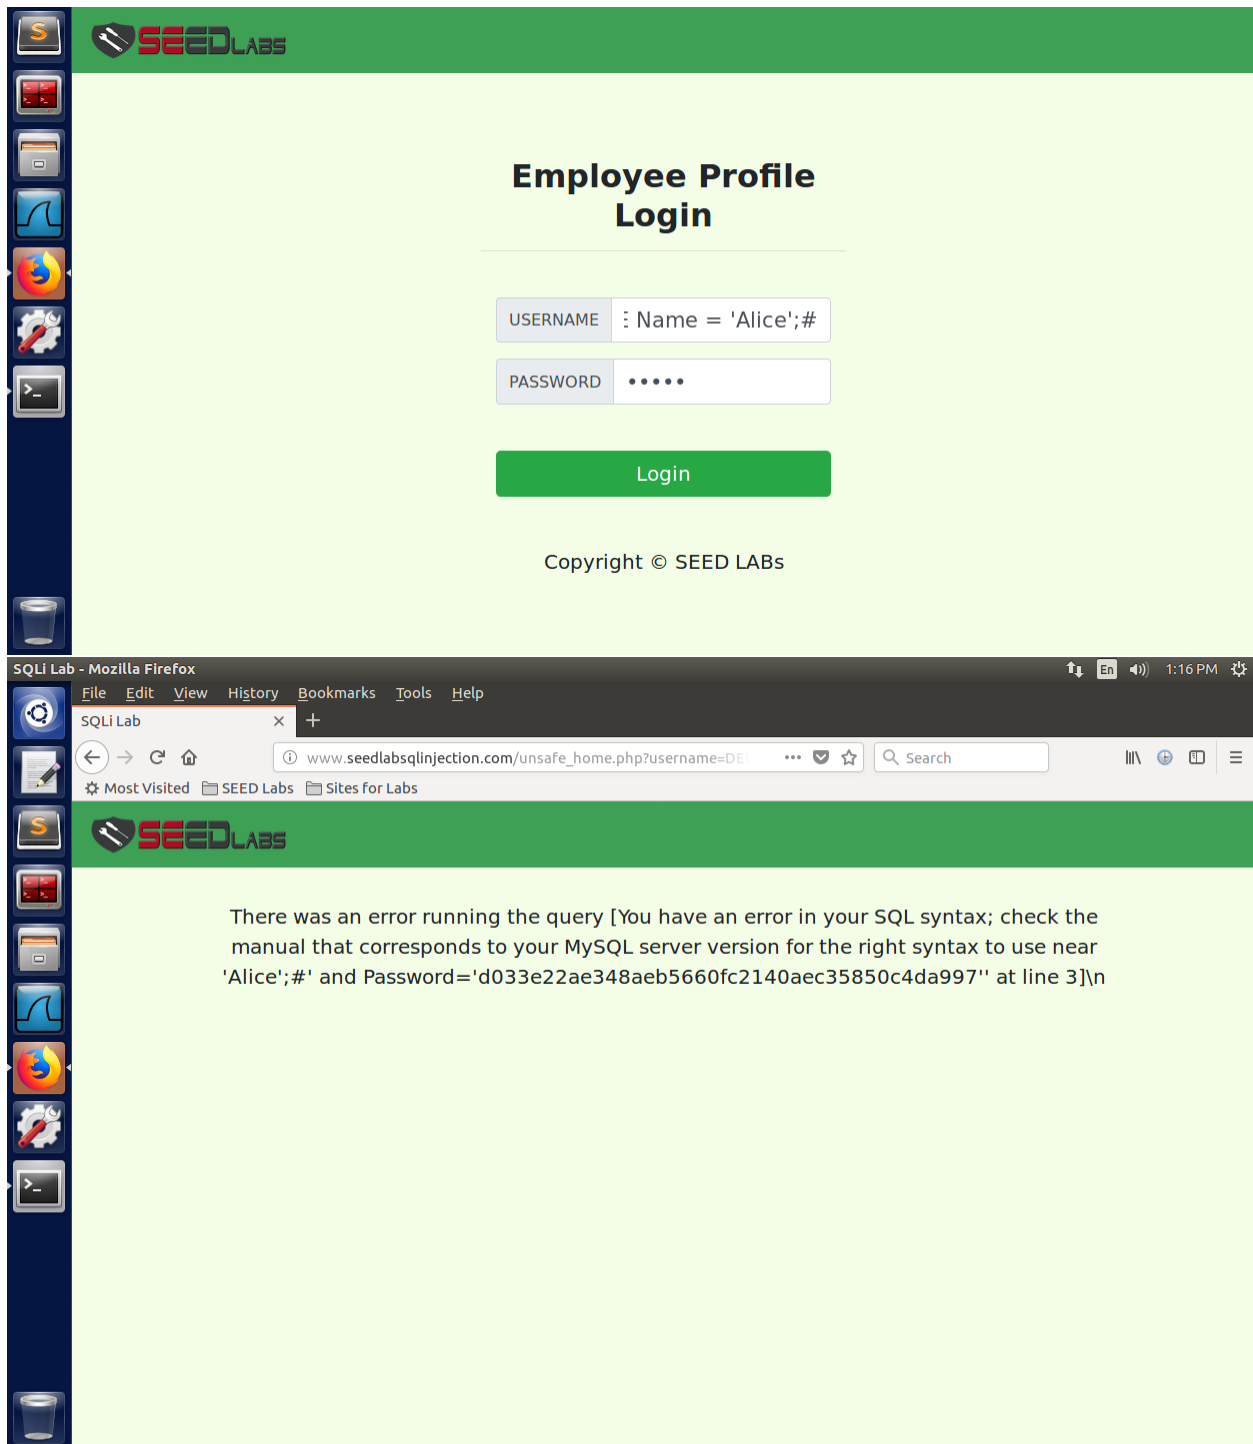 SEEDLABS
Employee Profile
Login
USERNAME Name = 'Alice';#
PASSWORD •••••
Login
Copyright © SEED LABs
SQLi Lab - Mozilla Firefox En 1:16 PM
File Edit View History Bookmarks Tools Help
SQLi Lab
www.seedlabsqlinjection.com/unsafe_home.php?username=DE Search
Most Visited SEED Labs Sites for Labs
SEEDLABS
There was an error running the query [You have an error in your SQL syntax; check the
manual that corresponds to your MySQL server version for the right syntax to use near
'Alice';#' and Password='d033e22ae348aeb5660fc2140aec35850c4da997'' at line 3]\n